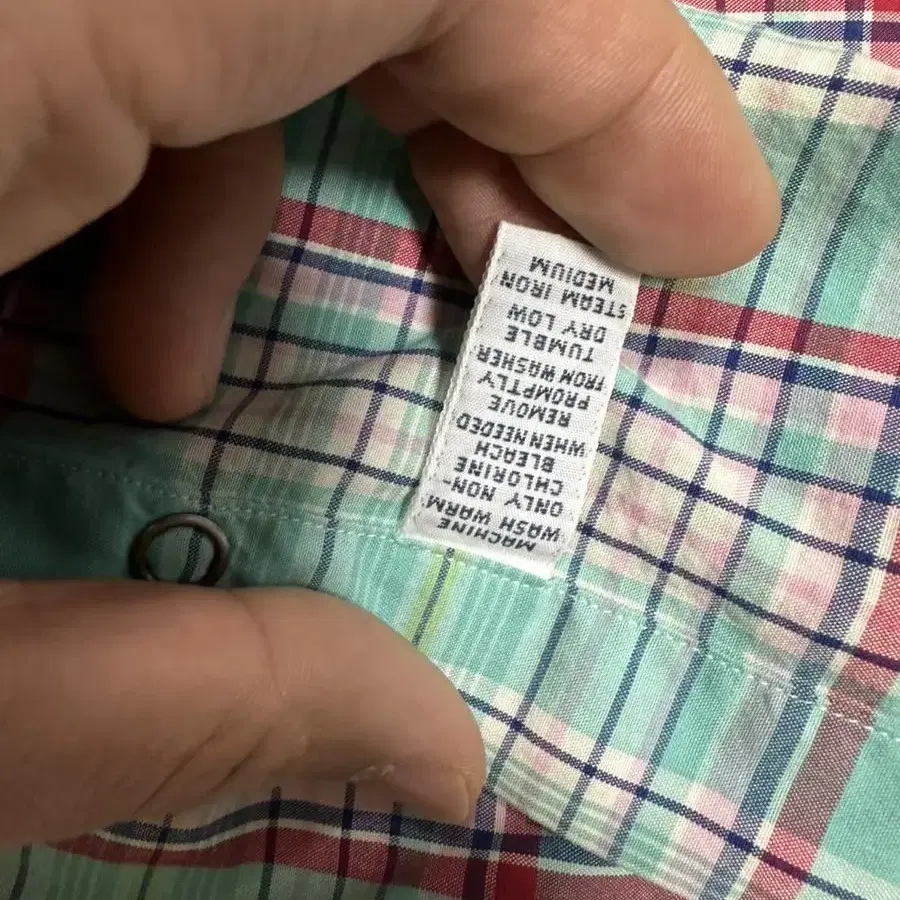 MACHINE
WASH WARM
ONLY NON-
CHLORINE
BLEACH
WHEN NEEDED
REMOVE
PROMPTLY
FROM WASHER
TUMBLE
DRY LOW
STEAM IRON
MEDIUM